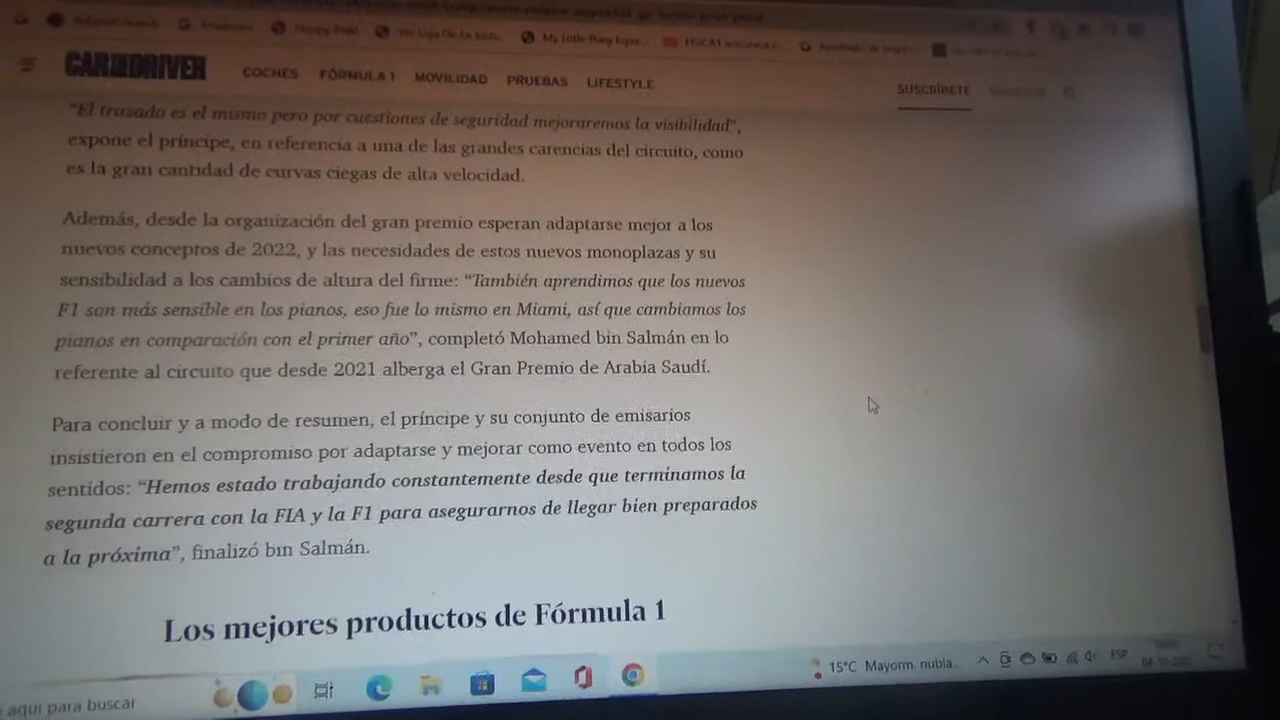 Imágenes
Happy Feet
My Little Pony Eque...
CAR AND DRIVER
COCHES FÓRMULA 1 MOVILIDAD PRUEBAS LIFESTYLE
SUSCRÍBETE
"El trazado es el mismo pero por cuestiones de seguridad mejoraremos la visibilidad",
expone el príncipe, en referencia a una de las grandes carencias del circuito, como
es la gran cantidad de curvas ciegas de alta velocidad.
Además, desde la organización del gran premio esperan adaptarse mejor a los
nuevos conceptos de 2022, y las necesidades de estos nuevos monoplazas y su
sensibilidad a los cambios de altura del firme: “También aprendimos que los nuevos
F1 son más sensible en los pianos, eso fue lo mismo en Miami, así que cambiamos los
pianos en comparación con el primer año”, completó Mohamed bin Salmán en lo
referente al circuito que desde 2021 alberga el Gran Premio de Arabia Saudí.
Para concluir y a modo de resumen, el príncipe y su conjunto de emisarios
insistieron en el compromiso por adaptarse y mejorar como evento en todos los
sentidos: “Hemos estado trabajando constantemente desde que terminamos la
segunda carrera con la FIA y la F1 para asegurarnos de llegar bien preparados
a la próxima”, finalizó bin Salmán.
Los mejores productos de Fórmula 1
aquí para buscar
15°C Mayorm. nubla...
ESP